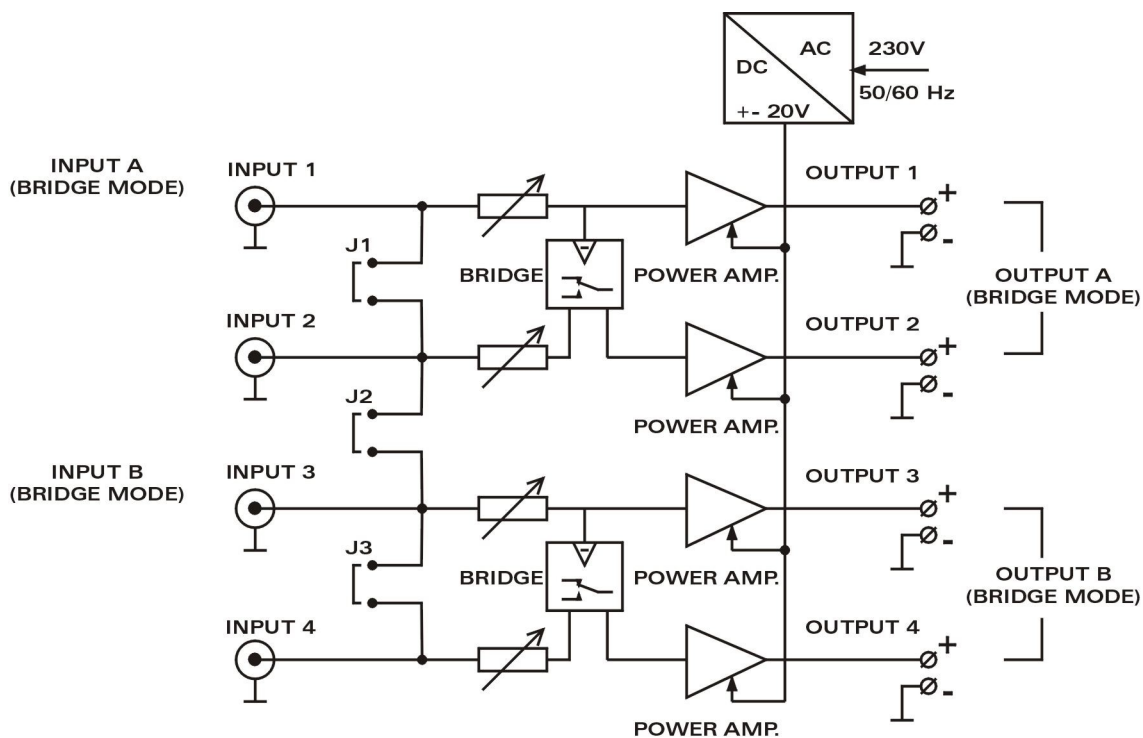 AC
DC
+- 20V
230V
50/60 Hz
INPUT A
(BRIDGE MODE)
INPUT 1
OUTPUT 1
+
-
J1
BRIDGE
-
POWER AMP.
OUTPUT A
(BRIDGE MODE)
INPUT 2
OUTPUT 2
+
-
J2
POWER AMP.
INPUT B
(BRIDGE MODE)
INPUT 3
OUTPUT 3
+
-
J3
BRIDGE
-
POWER AMP.
OUTPUT B
(BRIDGE MODE)
INPUT 4
OUTPUT 4
+
-
POWER AMP.